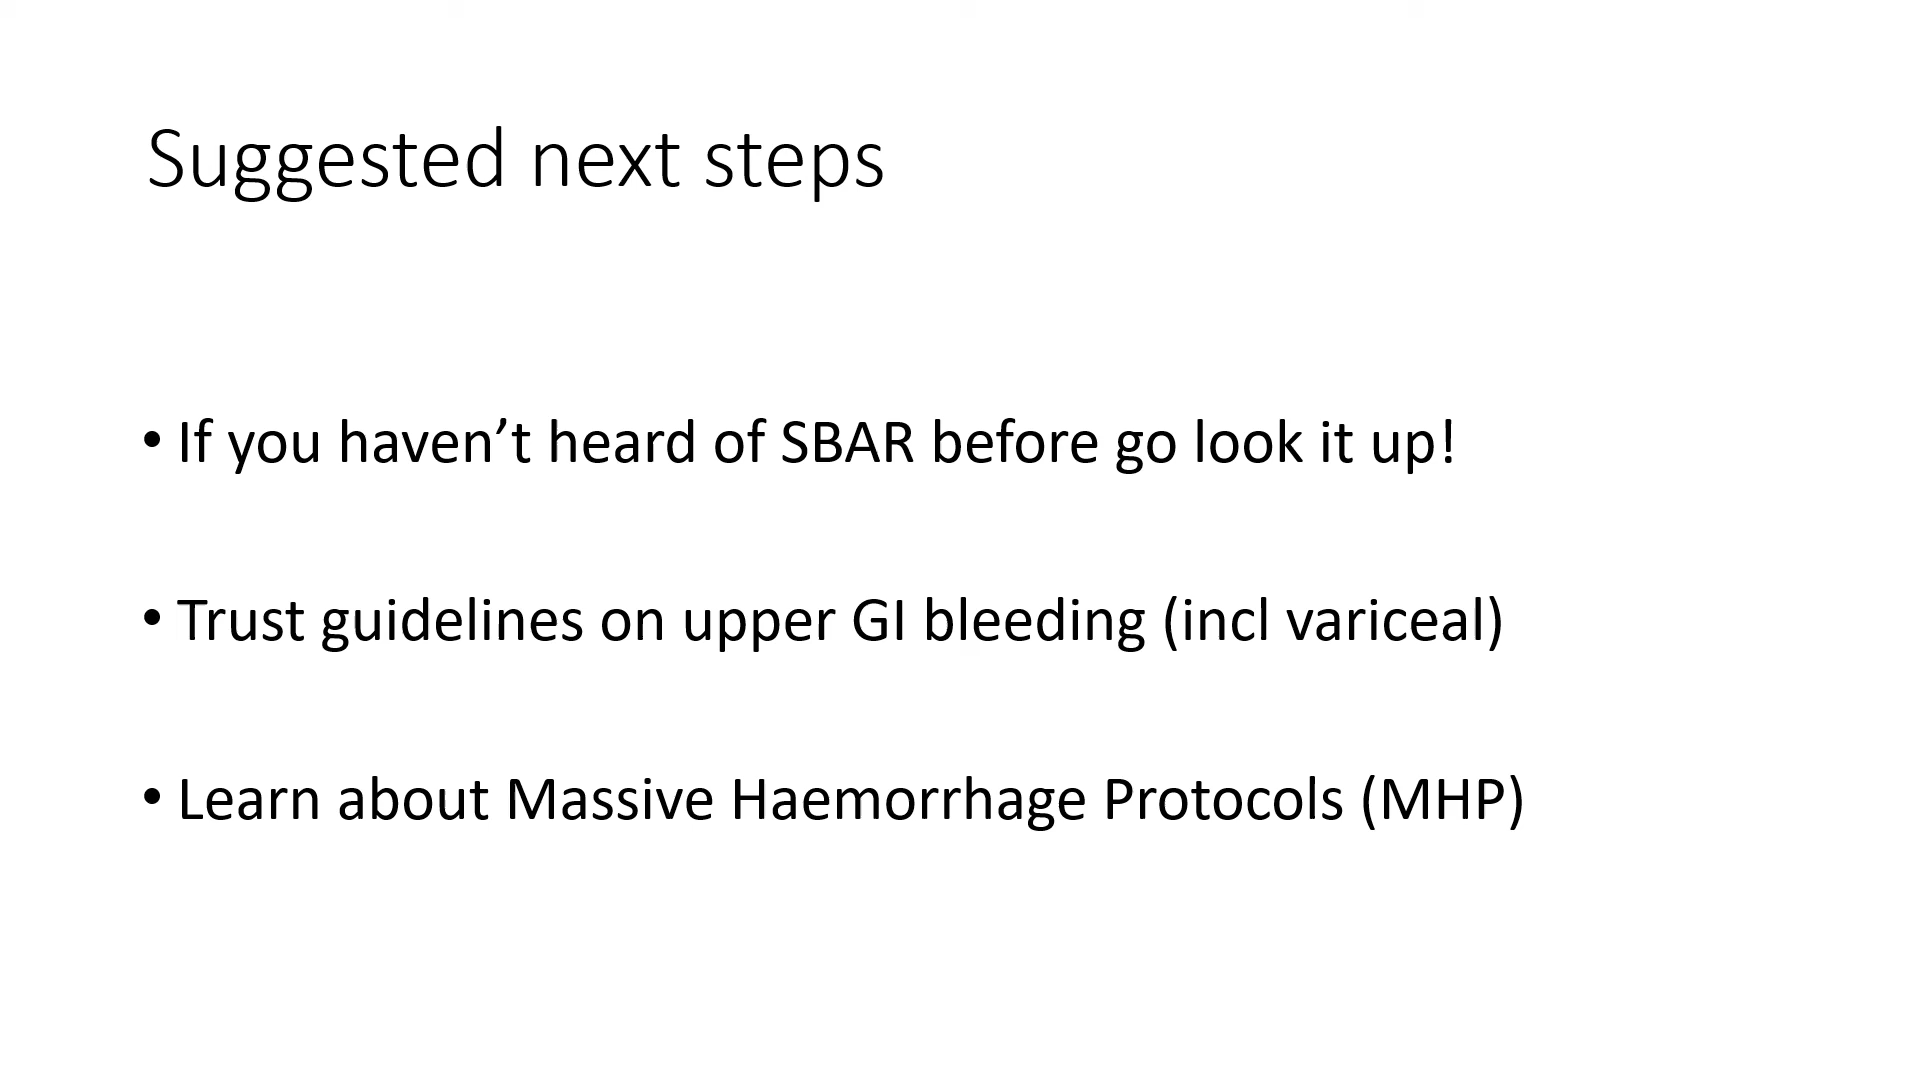 Suggested next steps
• If you haven’t heard of SBAR before go look it up!
• Trust guidelines on upper GI bleeding (incl variceal)
• Learn about Massive Haemorrhage Protocols (MHP)